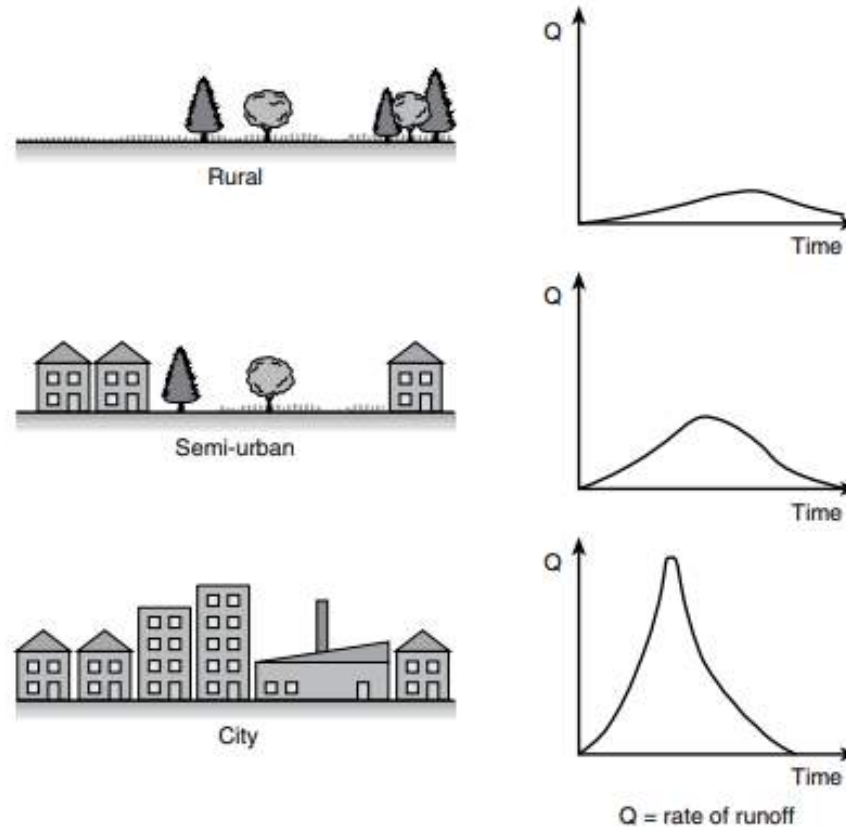 Q
Rural
Time
Q
Semi-urban
Time
Q
City
Time
Q = rate of runoff